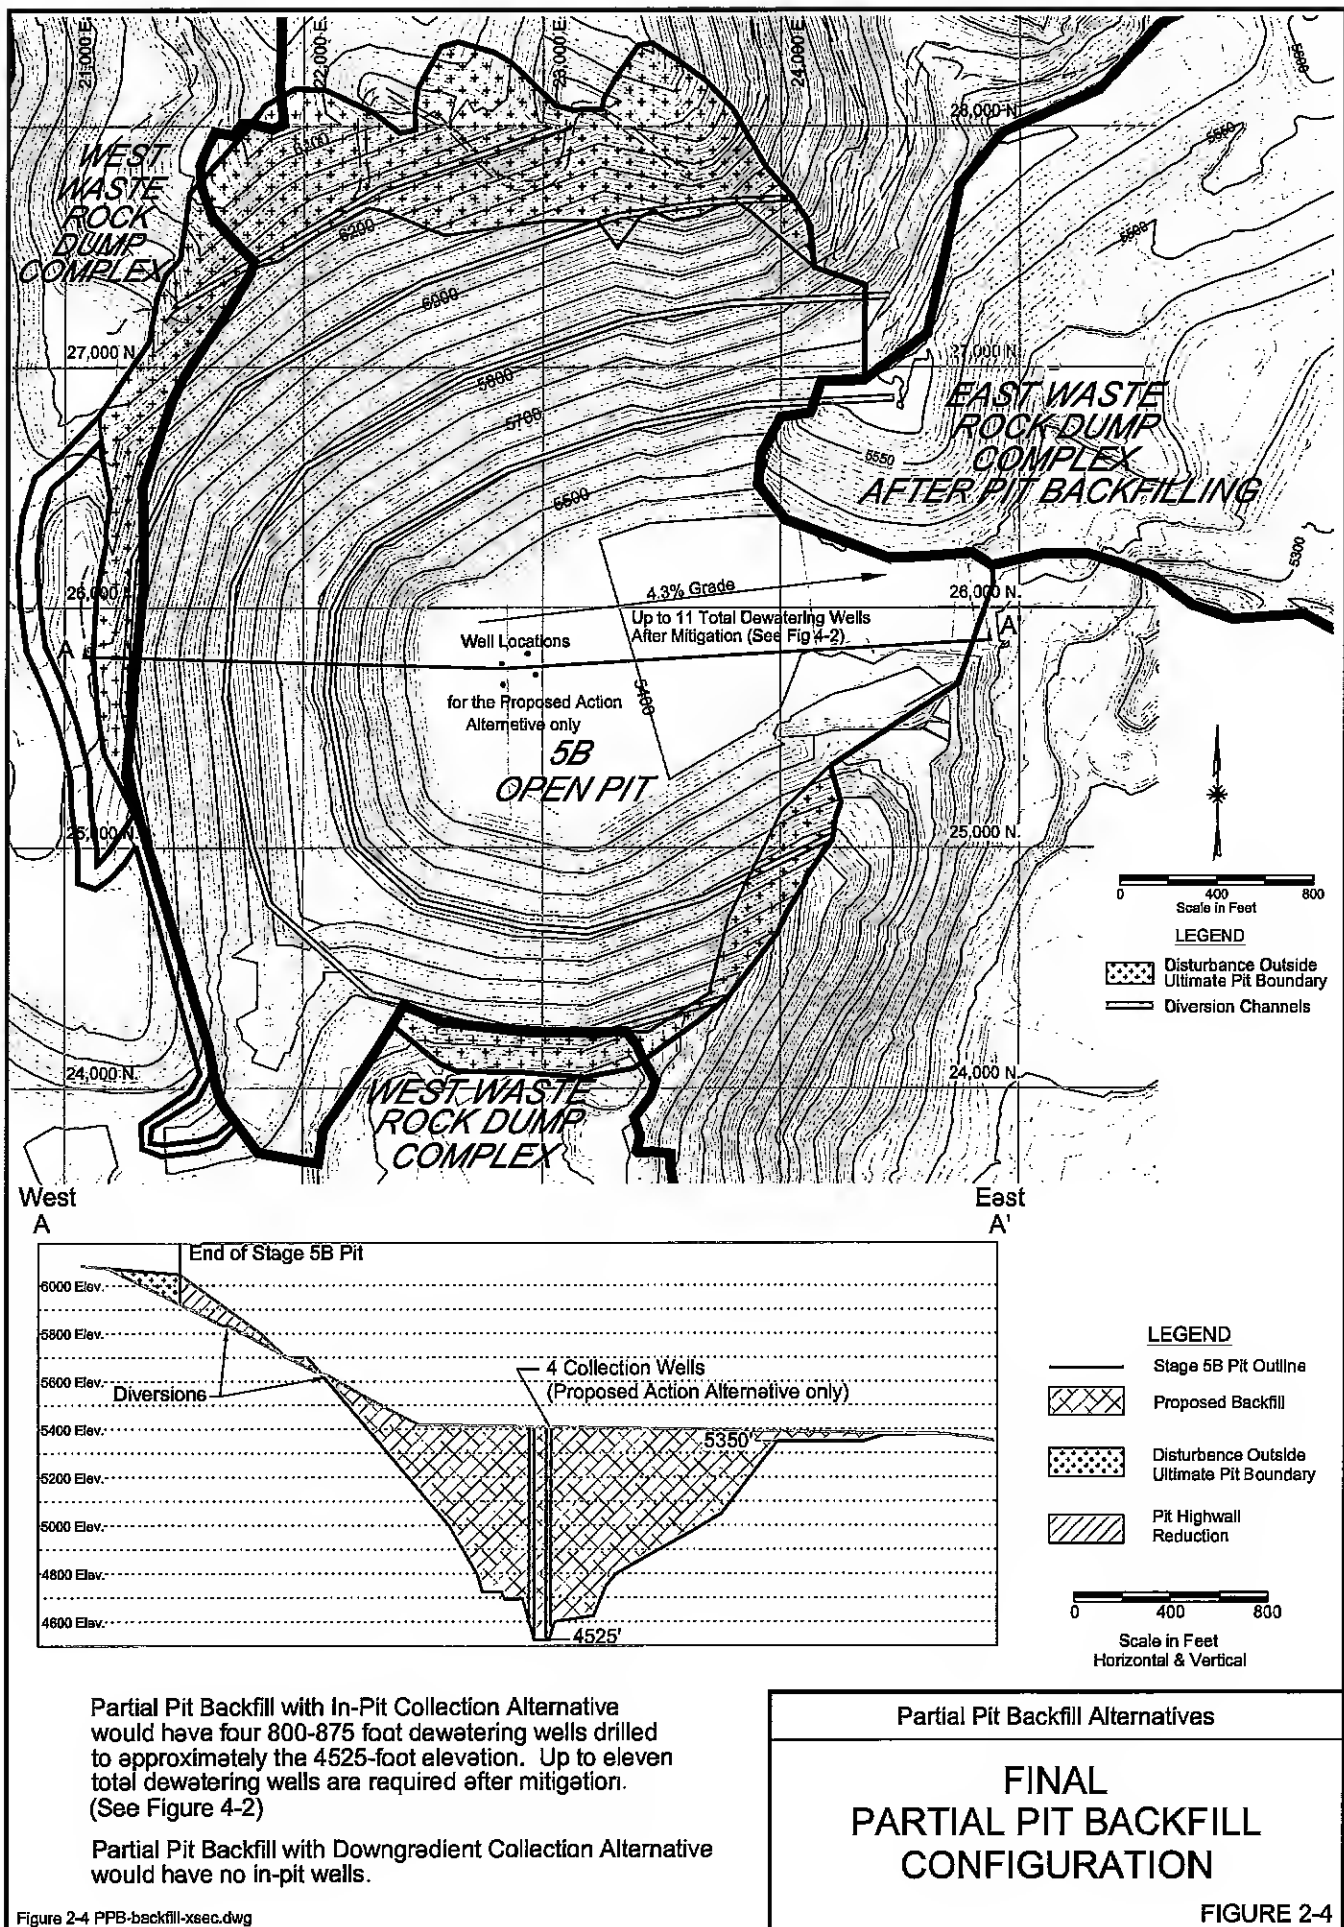 21,000 E.
22,000 E.
23,000 E.
24,000 E.
28,000 N.
5550
5500
WEST
WASTE
ROCK
DUMP
COMPLEX
6200
6000
5500
27,000 N.
27,000 N.
5800
5700
5500
EAST WASTE
ROCK DUMP
COMPLEX
AFTER PIT BACKFILLING
5550
5300
26,000 N.
26,000 N.
4.3% Grade
Up to 11 Total Dewatering Wells
After Mitigation (See Fig 4-2)
A
A'
Well Locations
for the Proposed Action
Alternative only
5400
5B
OPEN PIT
25,000 N.
25,000 N.
0 400 800
Scale in Feet
LEGEND
Disturbance Outside
Ultimate Pit Boundary
Diversion Channels
24,000 N.
24,000 N.
WEST WASTE
ROCK DUMP
COMPLEX
West
A
East
A'
End of Stage 5B Pit
6000 Elev.
5800 Elev.
5600 Elev.
5400 Elev.
5200 Elev.
5000 Elev.
4800 Elev.
4600 Elev.
Diversions
4 Collection Wells
(Proposed Action Alternative only)
5350'
4525'
LEGEND
Stage 5B Pit Outline
Proposed Backfill
Disturbance Outside
Ultimate Pit Boundary
Pit Highwall
Reduction
0 400 800
Scale in Feet
Horizontal & Vertical
Partial Pit Backfill with In-Pit Collection Alternative
would have four 800-875 foot dewatering wells drilled
to approximately the 4525-foot elevation. Up to eleven
total dewatering wells are required after mitigation.
(See Figure 4-2)
Partial Pit Backfill with Downgradient Collection Alternative
would have no in-pit wells.
Figure 2-4 PPB-backfill-xsec.dwg
Partial Pit Backfill Alternatives
FINAL
PARTIAL PIT BACKFILL
CONFIGURATION
FIGURE 2-4